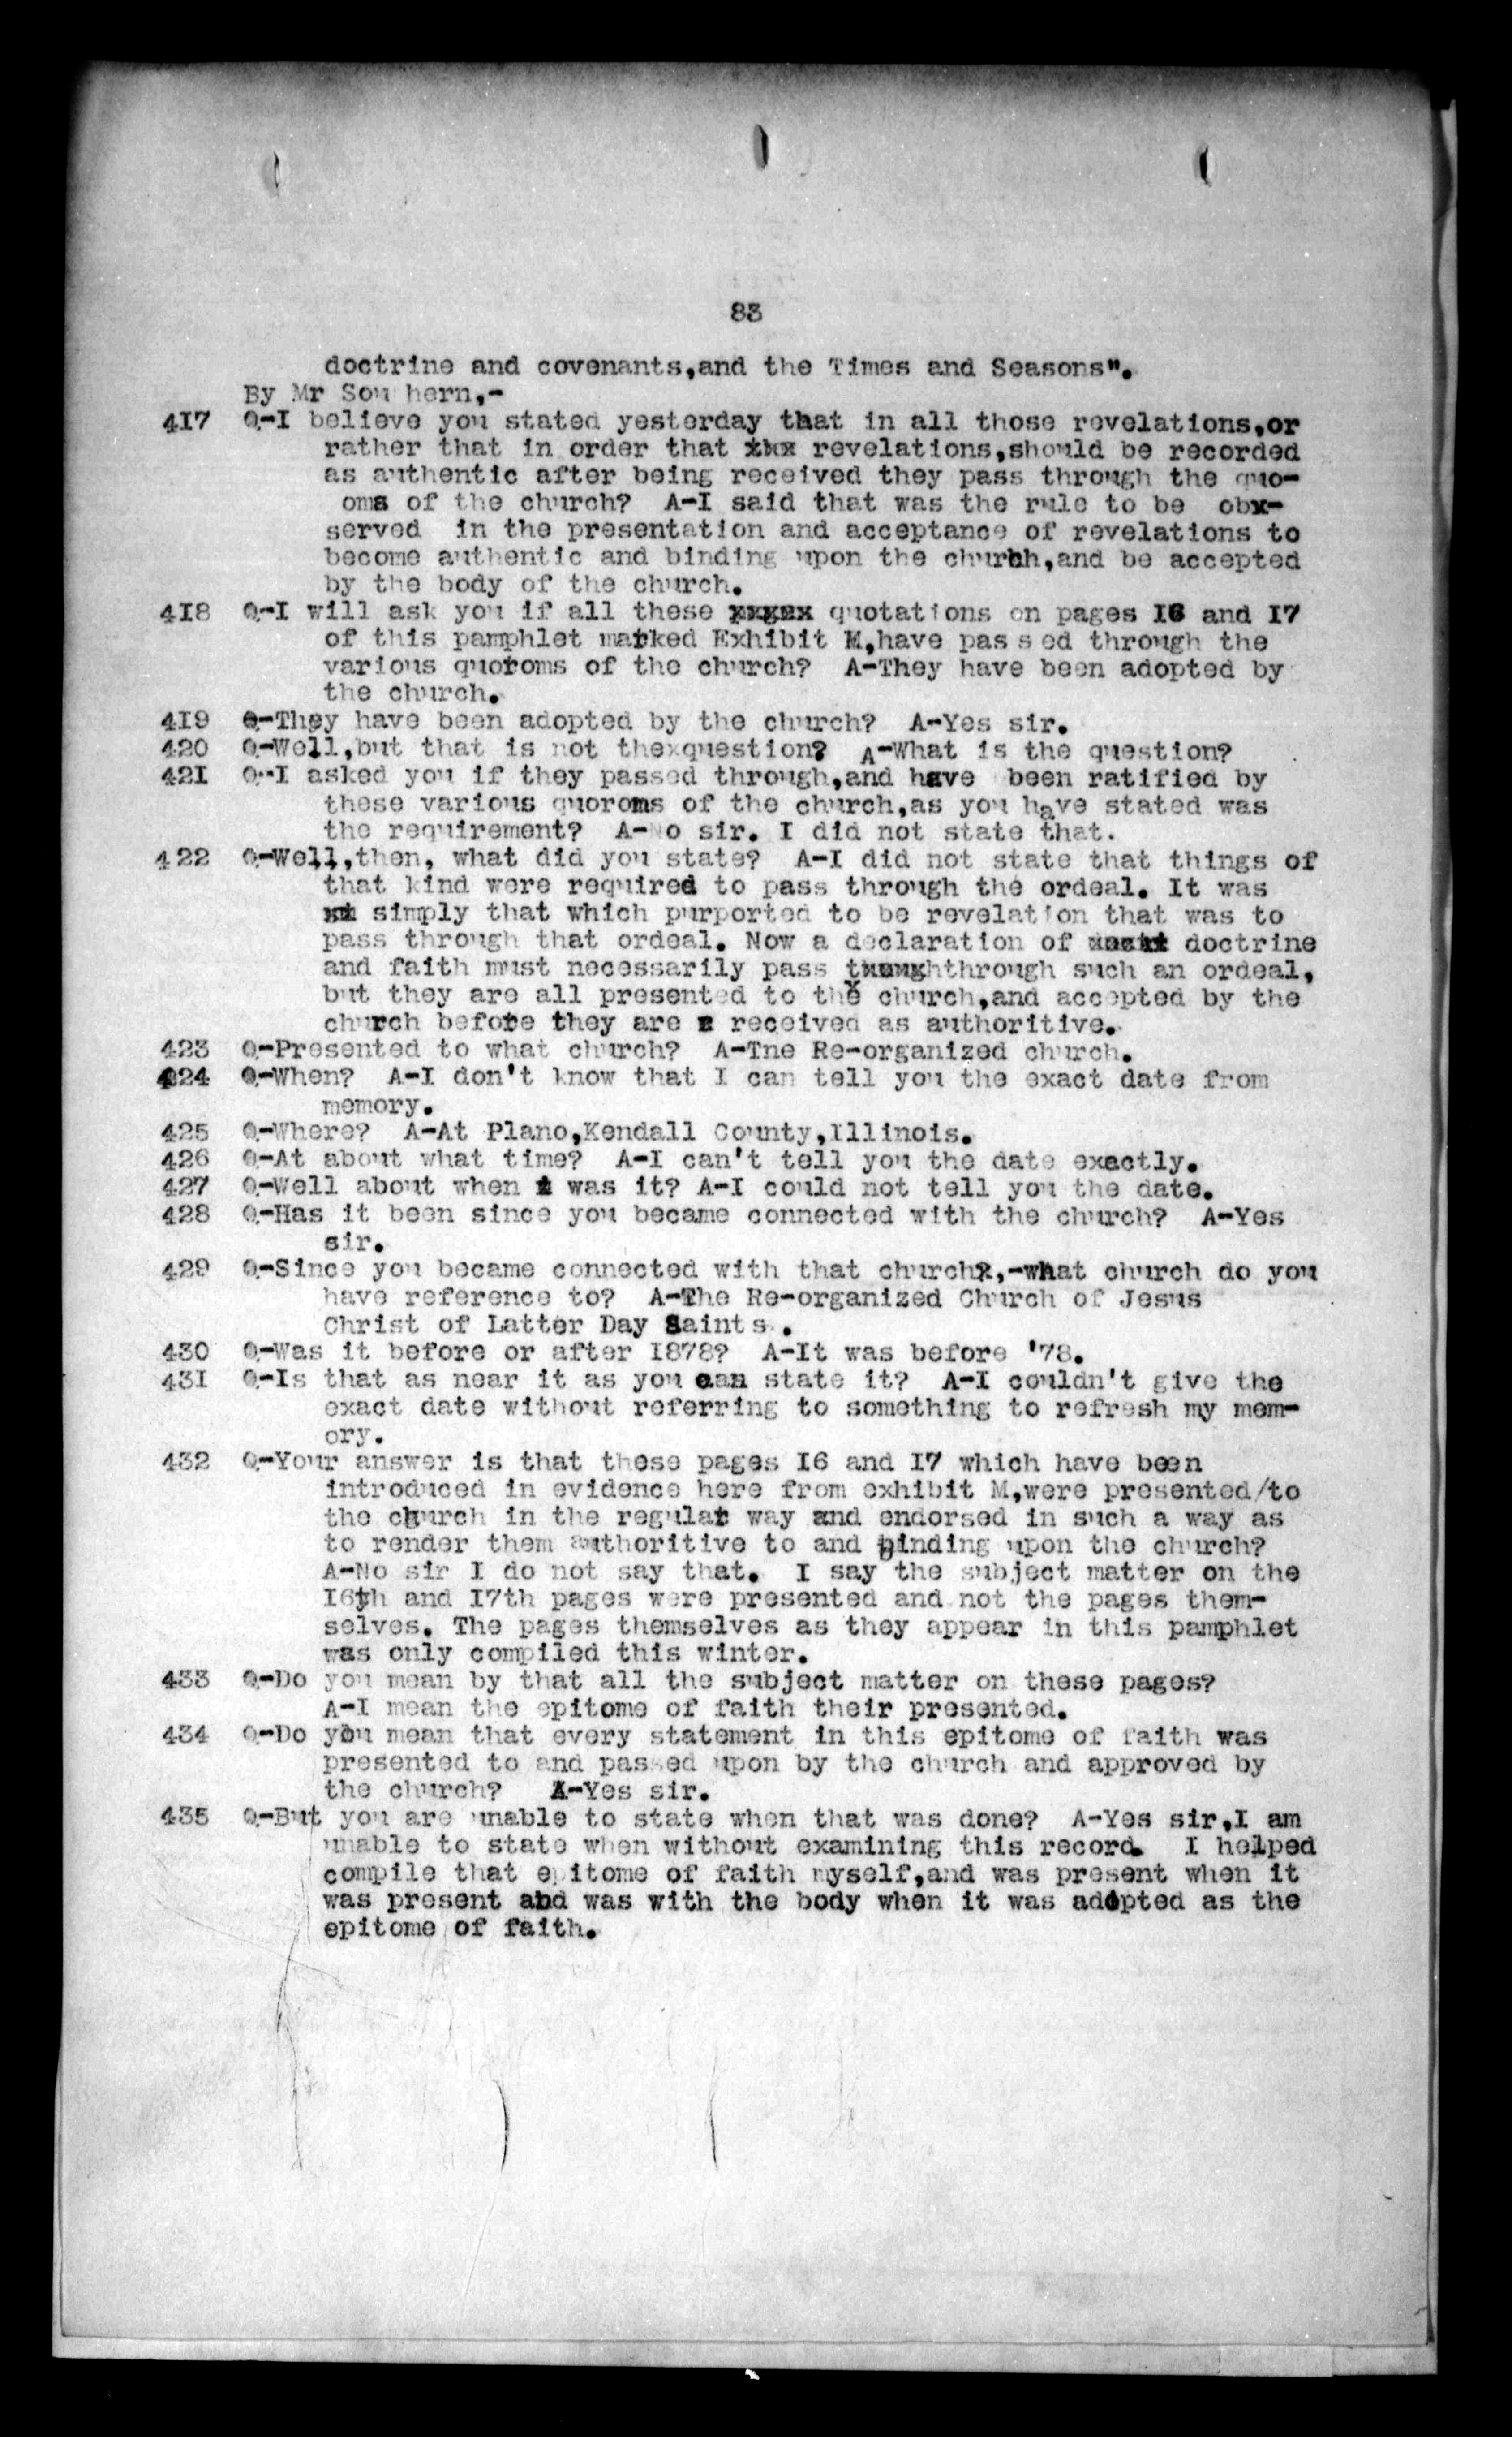 83
doctrine and covenants,and the Times and Seasons".
By Mr Sou hern,-
417 Q-I believe you stated yesterday that in all those revelations,or
rather that in order that xxx revelations,should be recorded
as authentic after being received they pass through the quo-
oms of the church? A-I said that was the rule to be obx-
served in the presentation and acceptance of revelations to
become authentic and binding upon the churhh,and be accepted
by the body of the church.
418 Q-I will ask you if all these quotations on pages I6 and I7
of this pamphlet marked Exhibit M,have pas s ed through the
various quoroms of the church? A-They have been adopted by
the church.
419 Q-They have been adopted by the church? A-Yes sir.
420 Q-Well,but that is not thexquestion? A-What is the question?
421 Q-I asked you if they passed through,and have been ratified by
these various quoroms of the church,as you have stated was
the requirement? A-No sir. I did not state that.
422 Q-Well,then, what did you state? A-I did not state that things of
that kind were required to pass through the ordeal. It was
simply that which purported to be revelation that was to
pass through that ordeal. Now a declaration of doctrine
and faith must necessarily pass through such an ordeal,
but they are all presented to the church,and accepted by the
church before they are x received as authoritive.
423 Q-Presented to what church? A-Tne Re-organized church.
424 Q-When? A-I don't know that I can tell you the exact date from
memory.
425 Q-Where? A-At Plano,Kendall County,Illinois.
426 Q-At about what time? A-I can't tell you the date exactly.
427 Q-Well about when was it? A-I could not tell you the date.
428 Q-Has it been since you became connected with the church? A-Yes
sir.
429 Q-Since you became connected with that church?,-what church do you
have reference to? A-The Re-organized Church of Jesus
Christ of Latter Day Saints.
430 Q-Was it before or after I878? A-It was before '78.
431 Q-Is that as near it as you can state it? A-I couldn't give the
exact date without referring to something to refresh my mem-
ory.
432 Q-Your answer is that these pages I6 and I7 which have been
introduced in evidence here from exhibit M,were presented/to
the church in the regular way and endorsed in such a way as
to render them authoritive to and binding upon the church?
A-No sir I do not say that. I say the subject matter on the
I6th and I7th pages were presented and not the pages them-
selves. The pages themselves as they appear in this pamphlet
was only compiled this winter.
433 Q-Do you mean by that all the subject matter on these pages?
A-I mean the epitome of faith their presented.
434 Q-Do you mean that every statement in this epitome of faith was
presented to and passed upon by the church and approved by
the church? A-Yes sir.
435 Q-But you are unable to state when that was done? A-Yes sir,I am
unable to state when without examining this record. I helped
compile that epitome of faith myself,and was present when it
was present abd was with the body when it was adopted as the
epitome of faith.